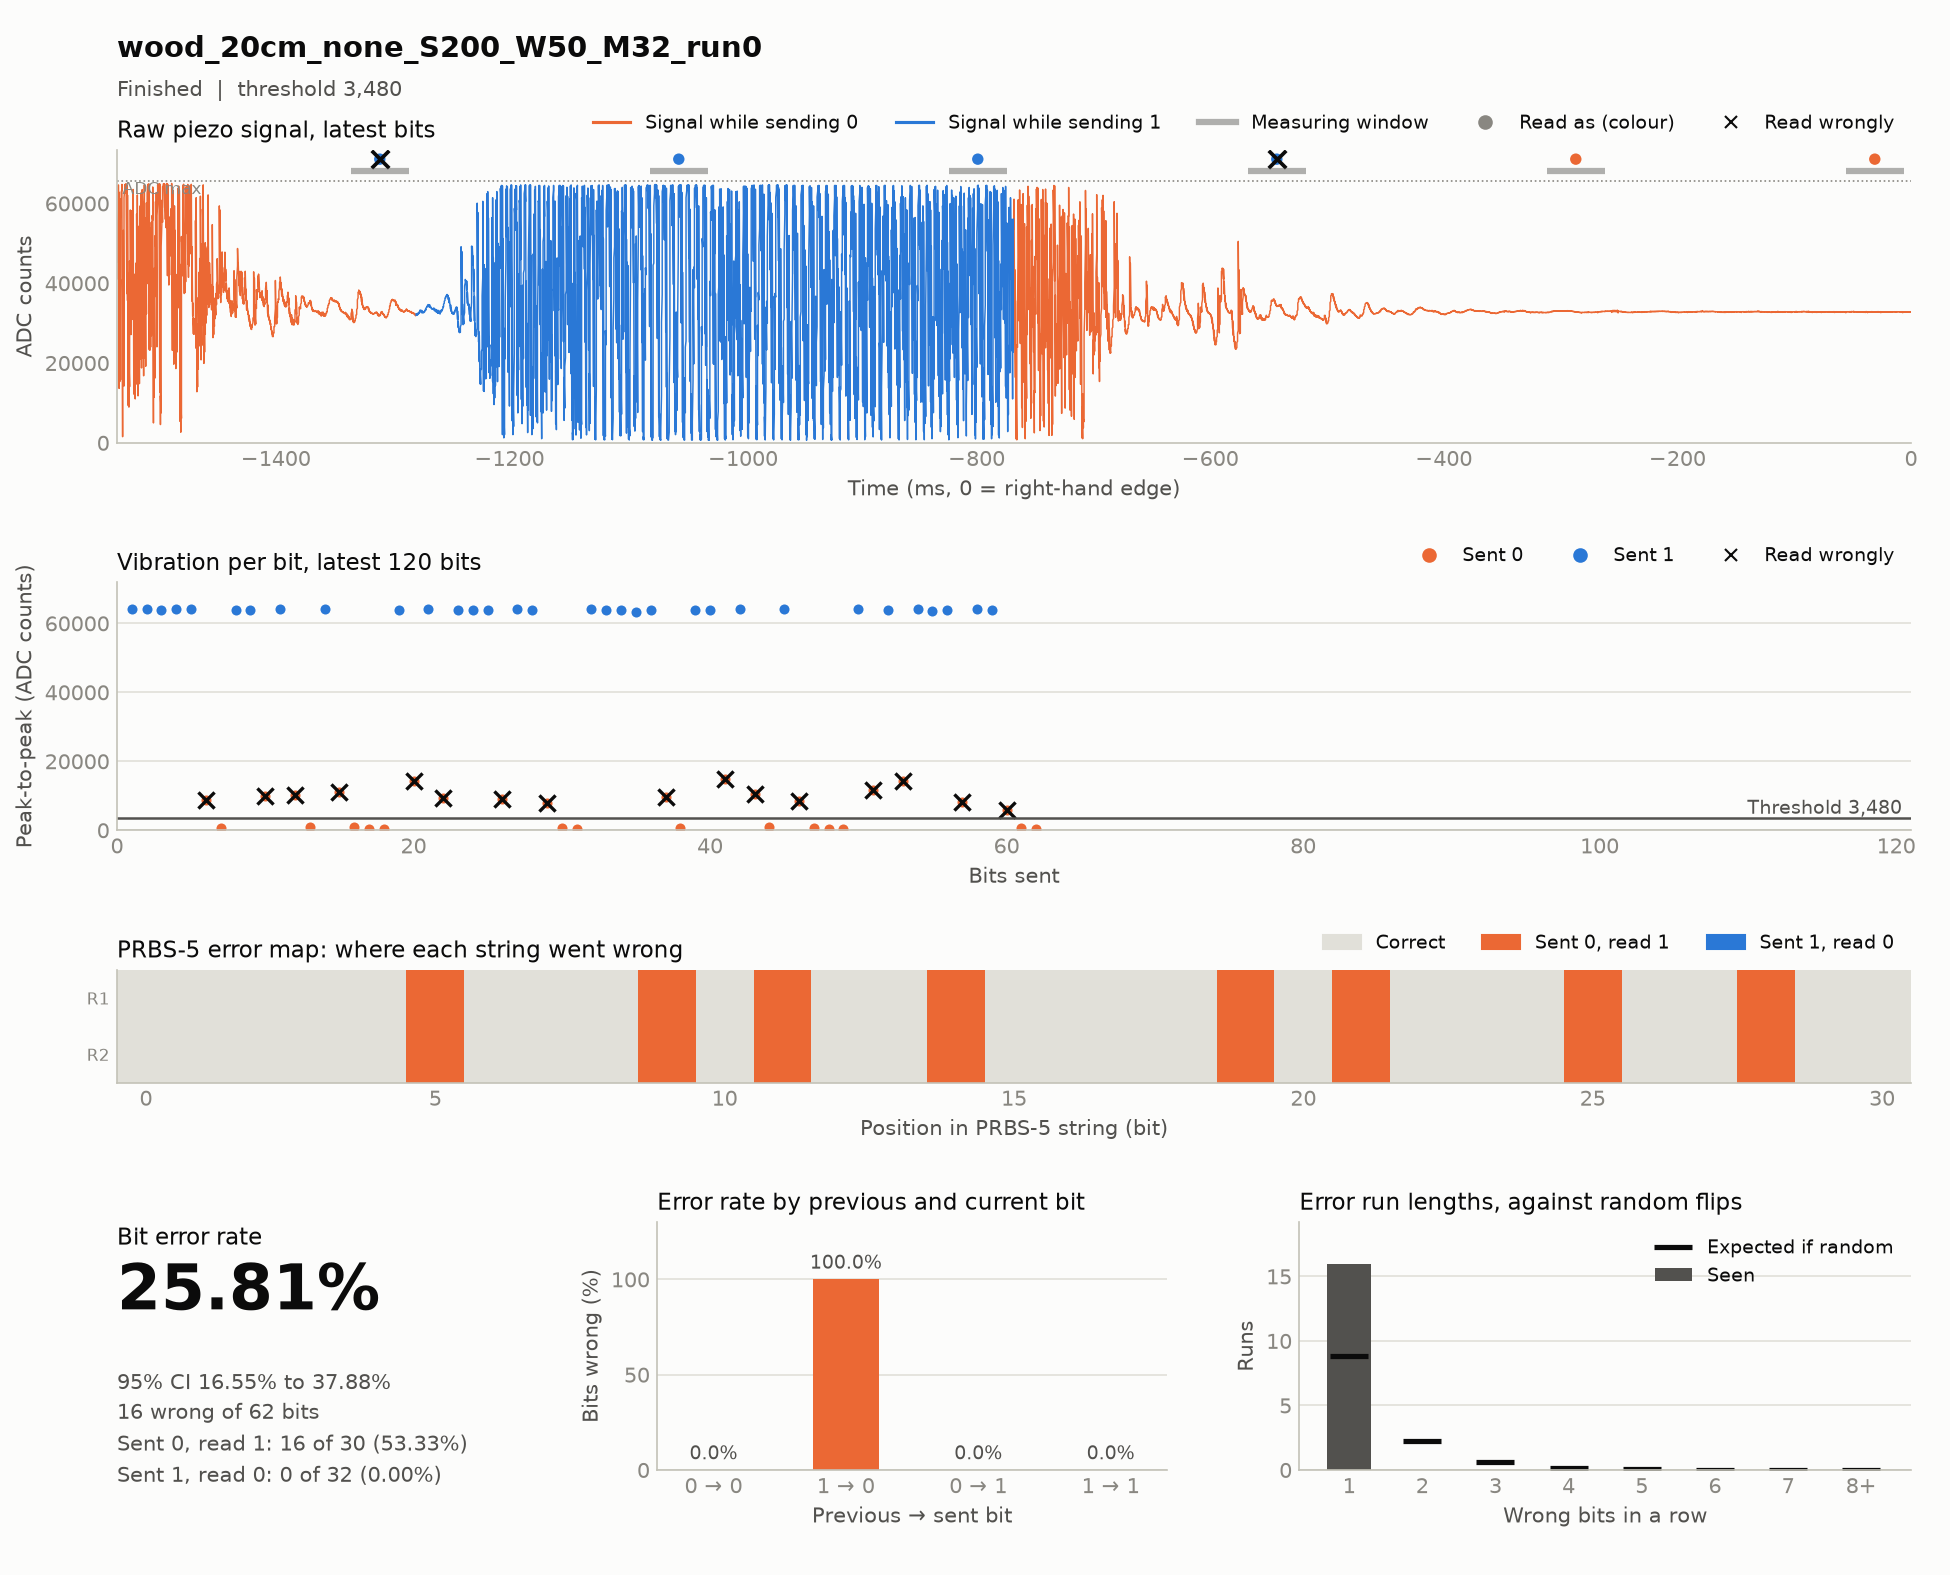 wood_20cm_none_S200_W50_M32_run0
Finished | threshold 3,480
Raw piezo signal, latest bits
Signal while sending 0
Signal while sending 1
Measuring window
Read as (colour)
Read wrongly
ADC max
ADC counts
60000
40000
20000
0
−1400 −1200 −1000 −800 −600 −400 −200 0
Time (ms, 0 = right-hand edge)
Vibration per bit, latest 120 bits
Sent 0
Sent 1
Read wrongly
Peak-to-peak (ADC counts)
60000
40000
20000
0
Threshold 3,480
0 20 40 60 80 100 120
Bits sent
PRBS-5 error map: where each string went wrong
Correct
Sent 0, read 1
Sent 1, read 0
R1
R2
0 5 10 15 20 25 30
Position in PRBS-5 string (bit)
Bit error rate
25.81%
95% CI 16.55% to 37.88%
16 wrong of 62 bits
Sent 0, read 1: 16 of 30 (53.33%)
Sent 1, read 0: 0 of 32 (0.00%)
Error rate by previous and current bit
Bits wrong (%)
100
50
0
0.0%
100.0%
0.0%
0.0%
0 → 0 1 → 0 0 → 1 1 → 1
Previous → sent bit
Error run lengths, against random flips
Expected if random
Seen
Runs
15
10
5
0
1 2 3 4 5 6 7 8+
Wrong bits in a row